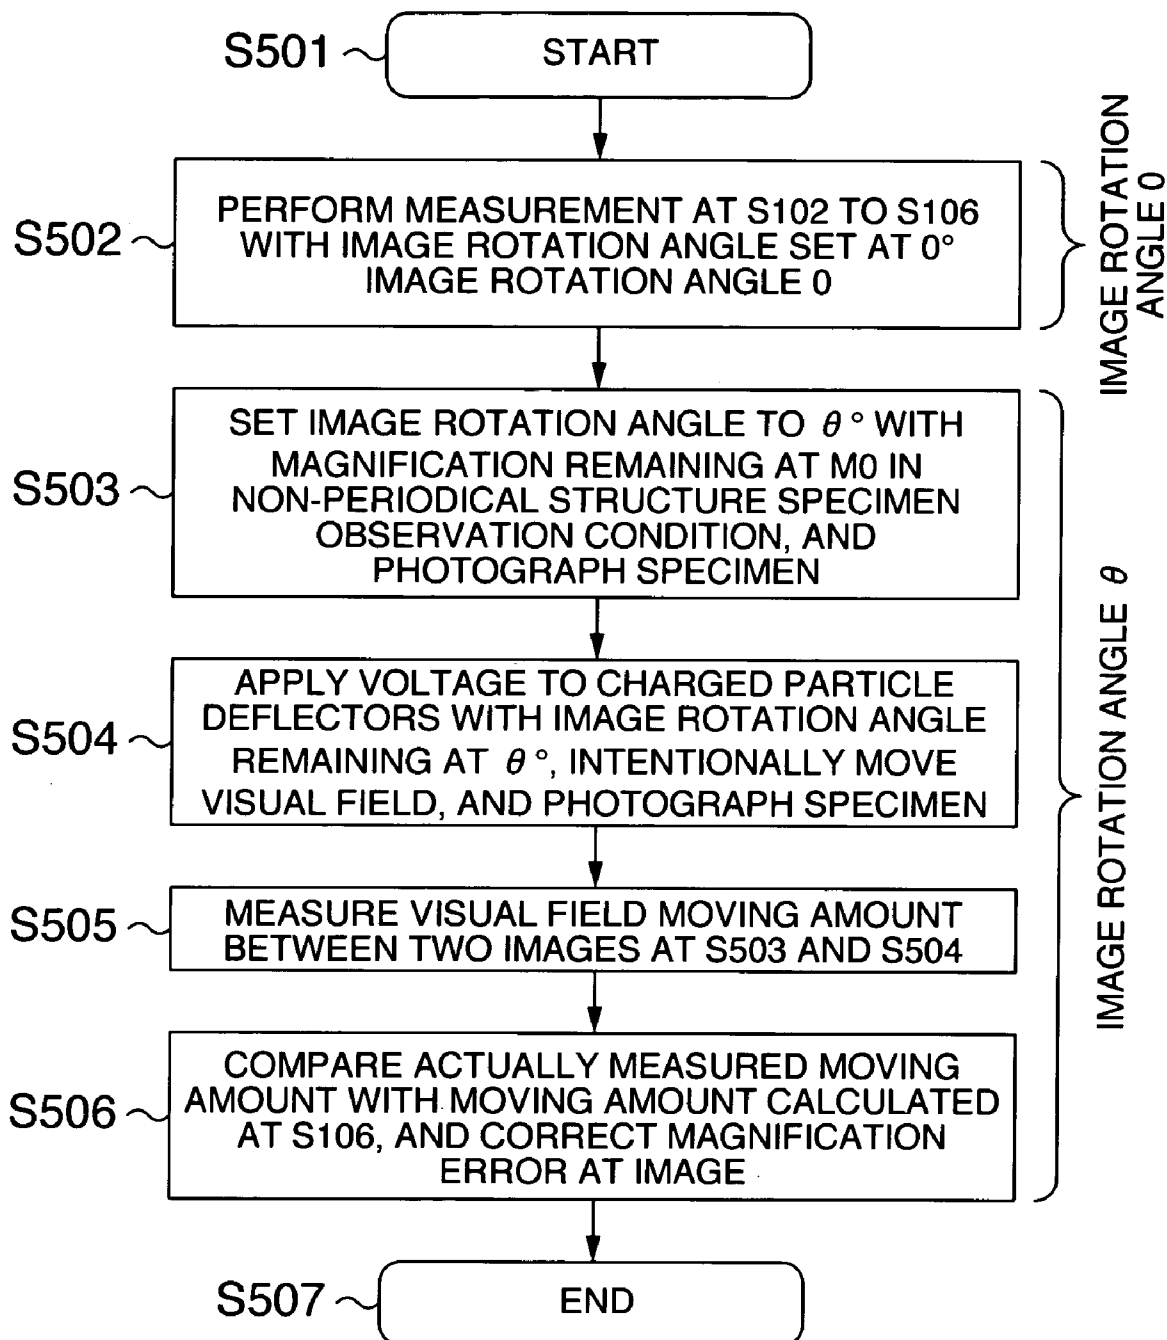 S501
START
S502
PERFORM MEASUREMENT AT S102 TO S106
WITH IMAGE ROTATION ANGLE SET AT 0°
IMAGE ROTATION ANGLE 0
IMAGE ROTATION
ANGLE 0
S503
SET IMAGE ROTATION ANGLE TO θ° WITH
MAGNIFICATION REMAINING AT M0 IN
NON-PERIODICAL STRUCTURE SPECIMEN
OBSERVATION CONDITION, AND
PHOTOGRAPH SPECIMEN
S504
APPLY VOLTAGE TO CHARGED PARTICLE
DEFLECTORS WITH IMAGE ROTATION ANGLE
REMAINING AT θ°, INTENTIONALLY MOVE
VISUAL FIELD, AND PHOTOGRAPH SPECIMEN
S505
MEASURE VISUAL FIELD MOVING AMOUNT
BETWEEN TWO IMAGES AT S503 AND S504
S506
COMPARE ACTUALLY MEASURED MOVING
AMOUNT WITH MOVING AMOUNT CALCULATED
AT S106, AND CORRECT MAGNIFICATION
ERROR AT IMAGE
IMAGE ROTATION ANGLE θ
S507
END